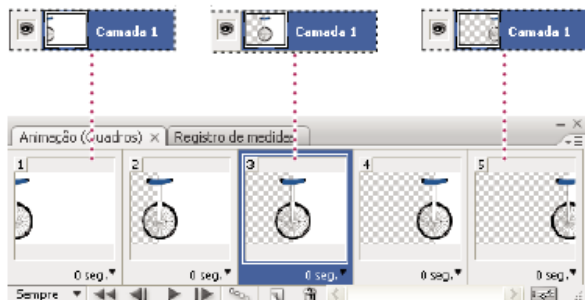 Camada 1 Camada 1 Camada 1
Animação (Quadros) × Registro de medidas
1 2 3 4 5
0 seg. 0 seg. 0 seg. 0 seg. 0 seg.
Sempre